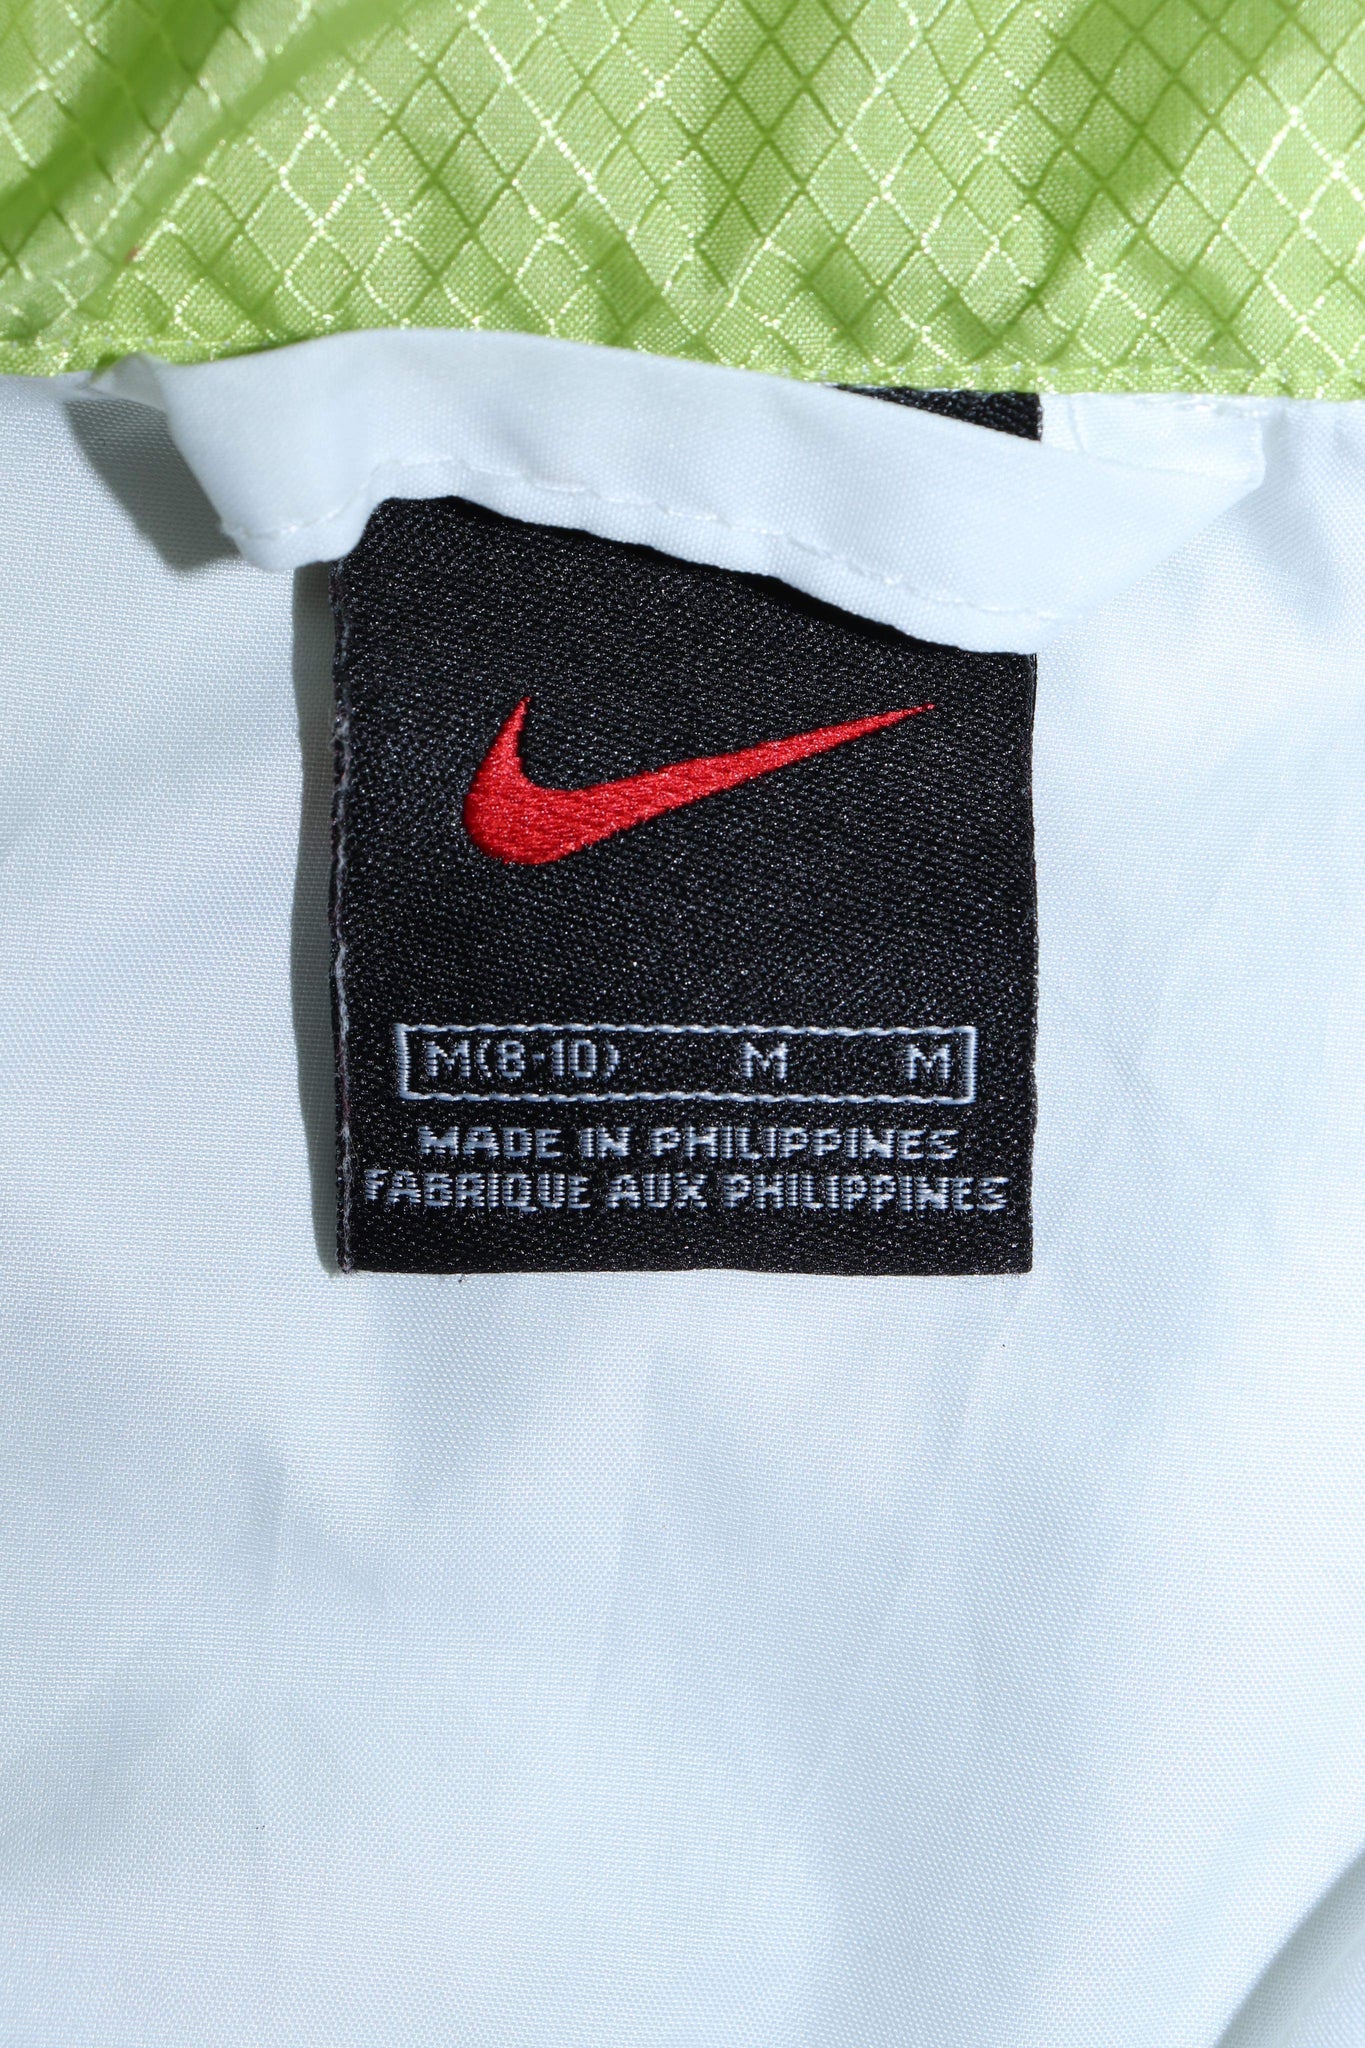 M(8-10) M M
MADE IN PHILIPPINES
FABRIQUE AUX PHILIPPINES